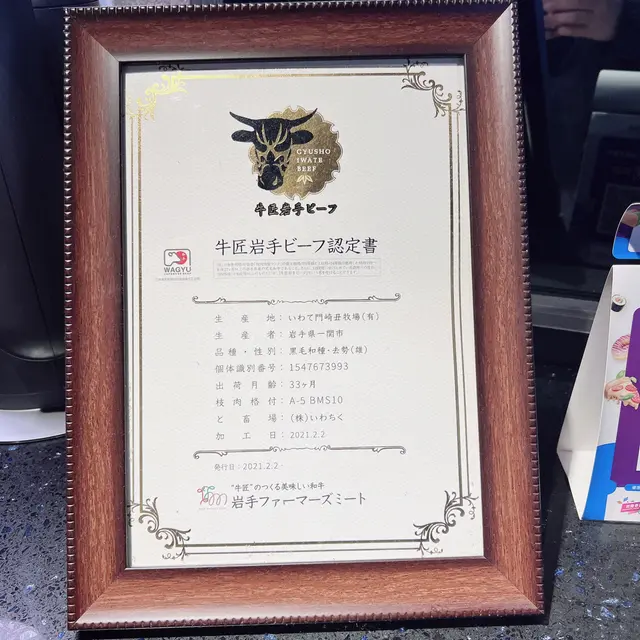 GYUSHO
IWATE
BEEF
牛匠岩手ビーフ
牛匠岩手ビーフ認定書
WAGYU
生産地：いわて門崎丑牧場(有)
生産者：岩手県一関市
品種・性別：黒毛和種・去勢(雄)
個体識別番号：1547673993
出荷月齢：33ヶ月
枝肉格付：A-5 BMS10
と畜場：(株)いわちく
加工日：2021.2.2
発行日：2021.2.2
"牛匠"のつくる美味しい和牛
岩手ファーマーズミート